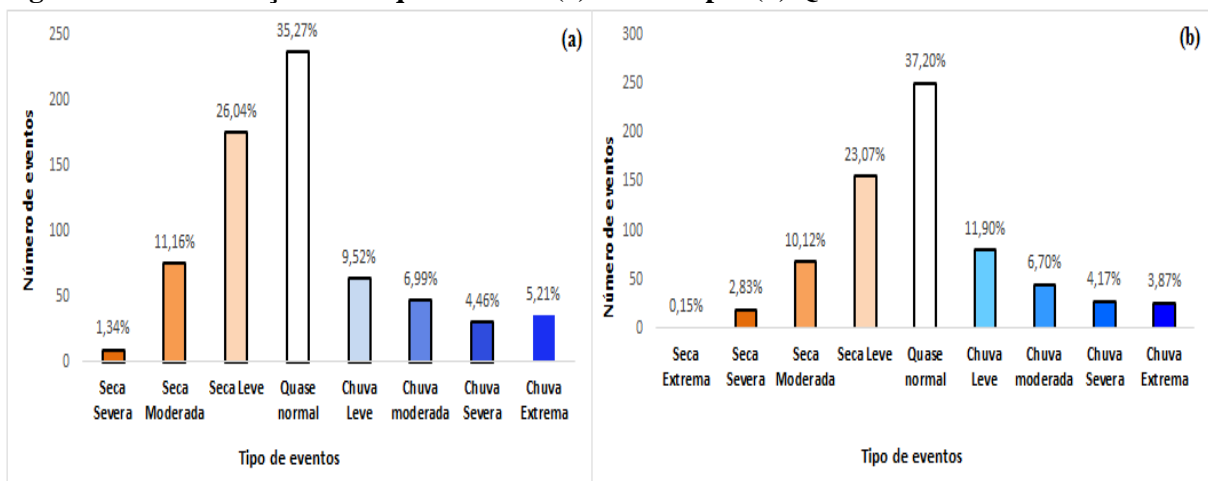 250
200
150
100
50
0
Número de eventos
(a)
1,34%
11,16%
26,04%
35,27%
9,52%
6,99%
4,46%
5,21%
Seca Severa
Seca Moderada
Seca Leve
Quase normal
Chuva Leve
Chuva moderada
Chuva Severa
Chuva Extrema
Tipo de eventos
300
250
200
150
100
50
0
Número de eventos
(b)
0,15%
2,83%
10,12%
23,07%
37,20%
11,90%
6,70%
4,17%
3,87%
Seca Extrema
Seca Severa
Seca Moderada
Seca Leve
Quase normal
Chuva Leve
Chuva moderada
Chuva Severa
Chuva Extrema
Tipo de eventos